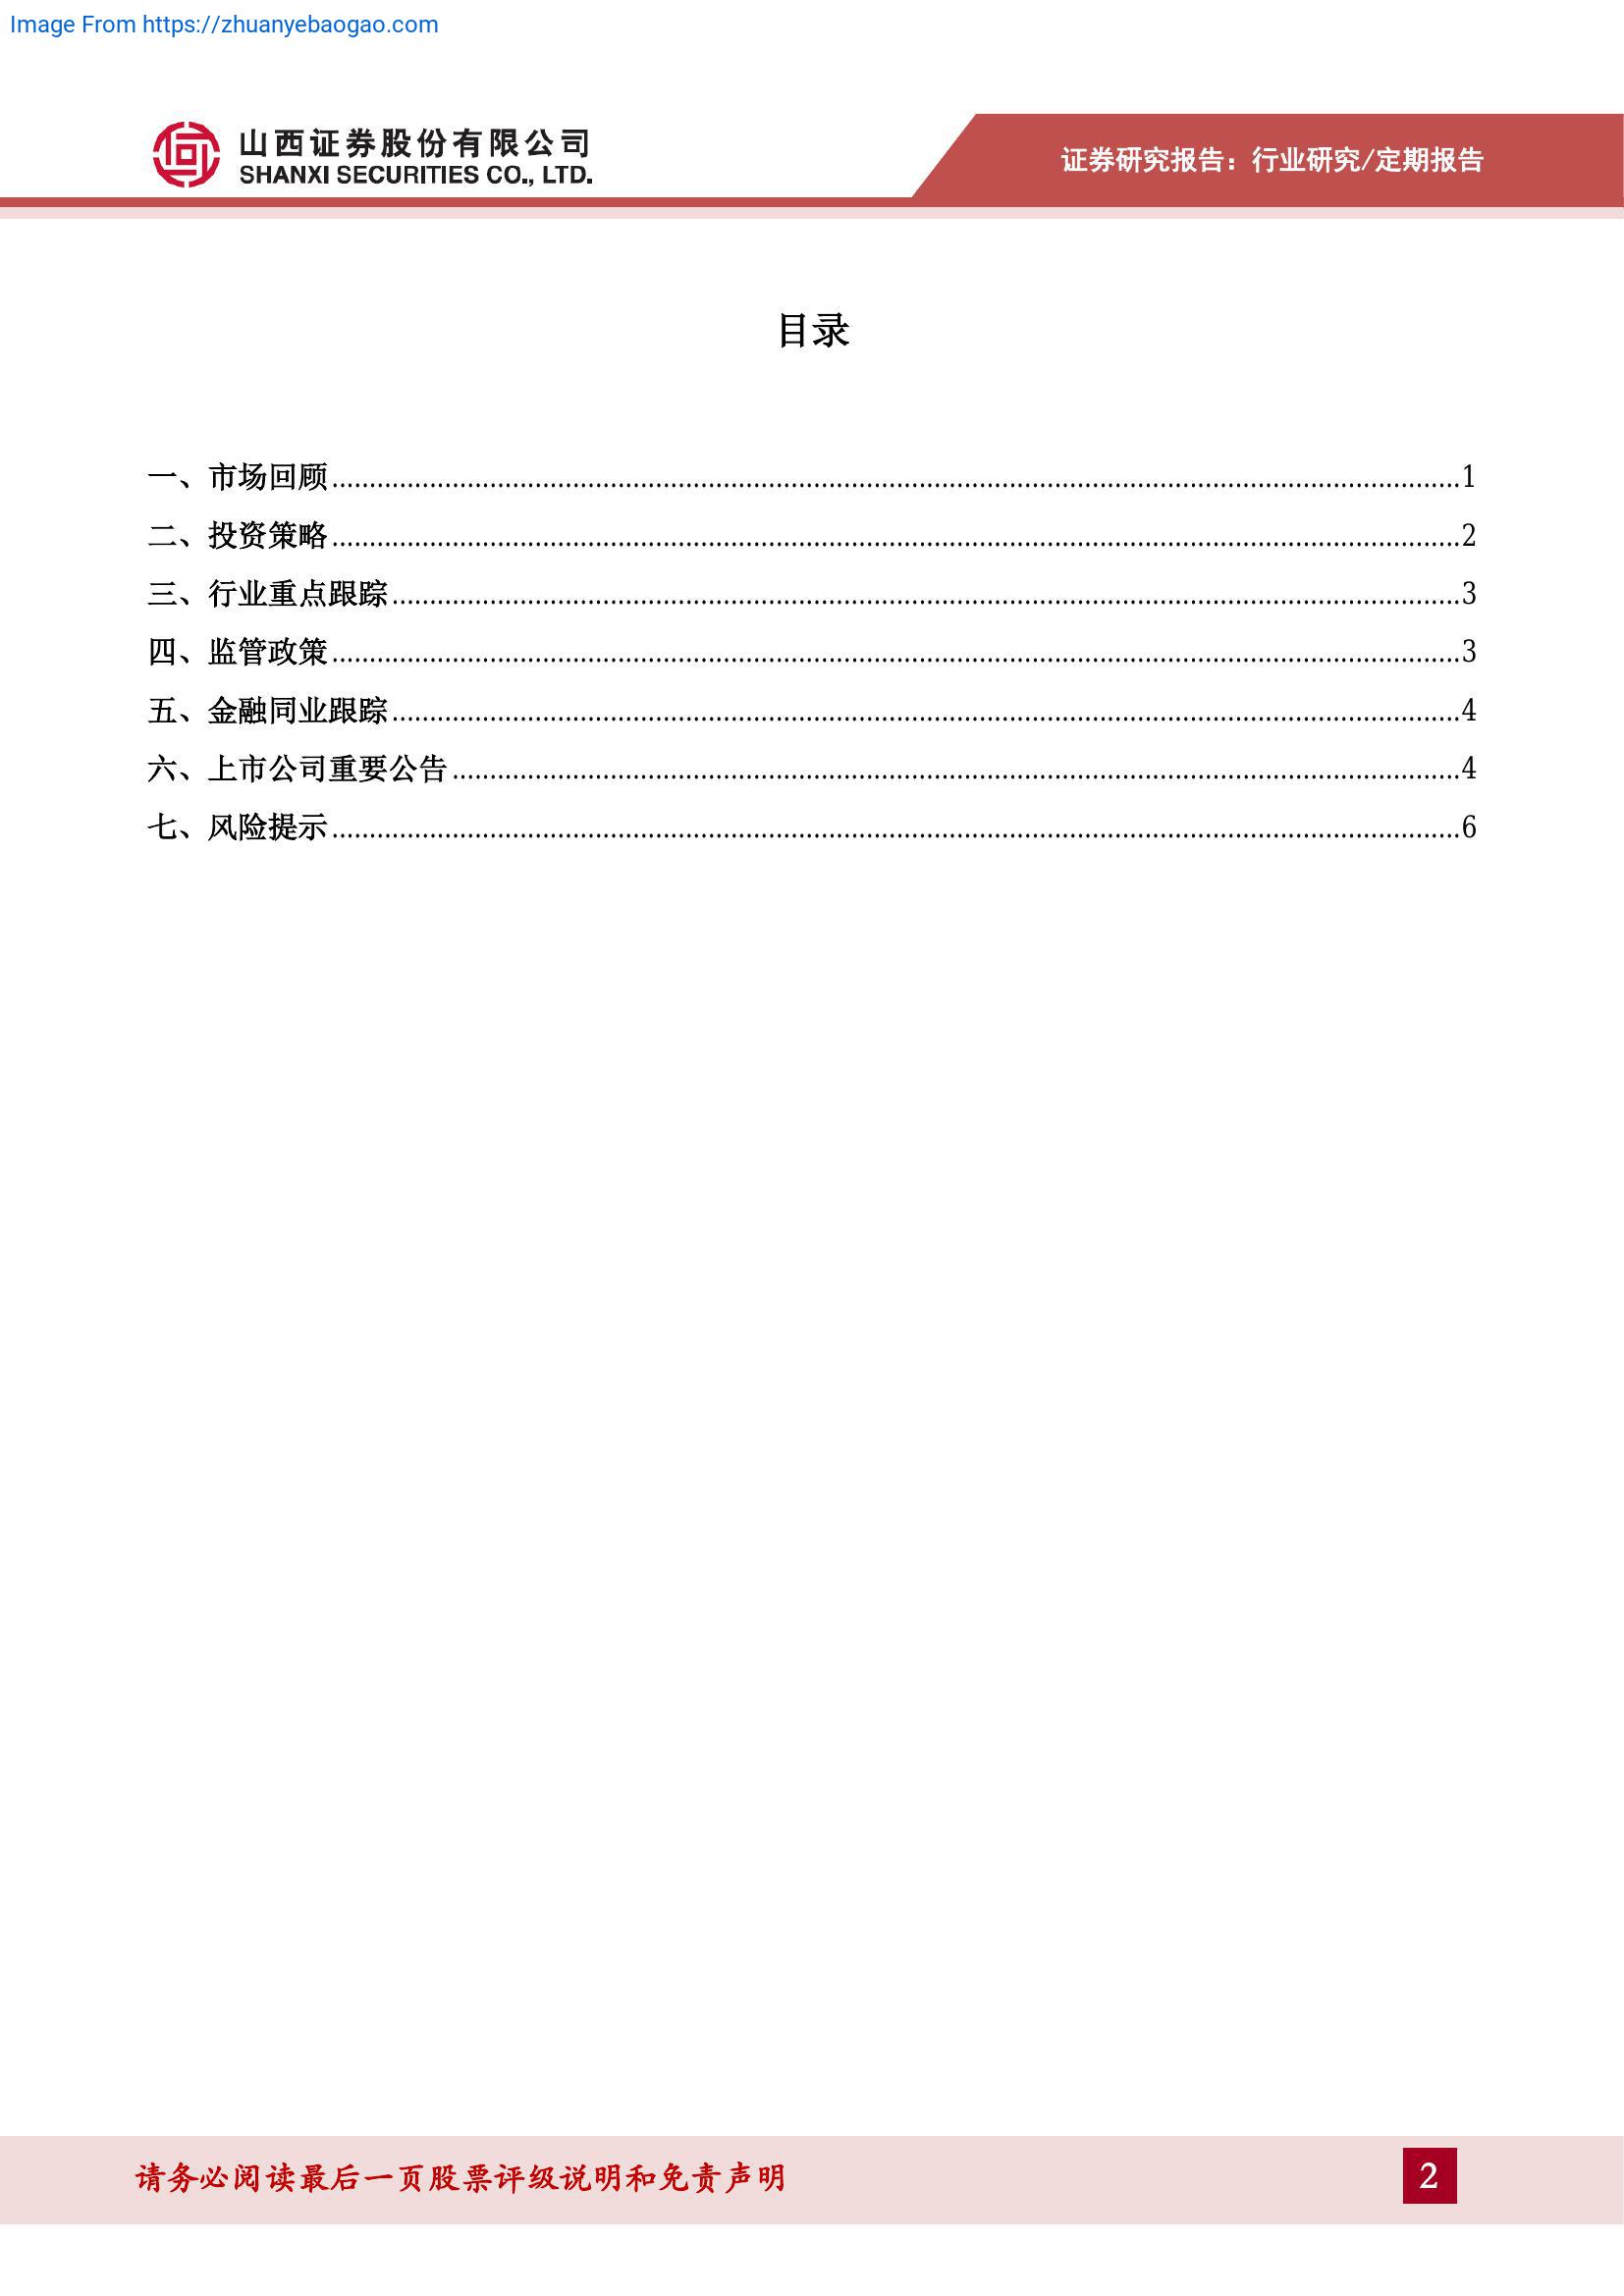 Image From https://zhuanyebaogao.com
山西证券股份有限公司
SHANXI SECURITIES CO., LTD.
证券研究报告：行业研究/定期报告
目录
一、市场回顾........................................1
二、投资策略........................................2
三、行业重点跟踪........................................3
四、监管政策........................................3
五、金融同业跟踪........................................4
六、上市公司重要公告........................................4
七、风险提示........................................6
请务必阅读最后一页股票评级说明和免责声明
2